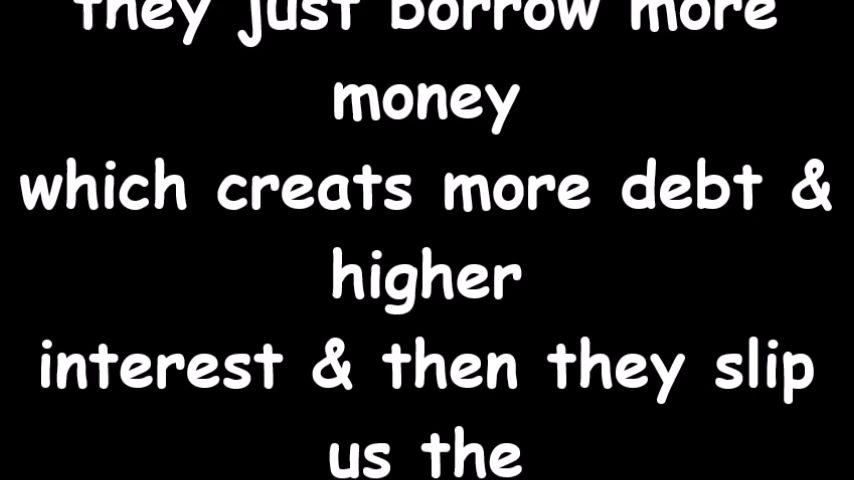 they just borrow more
money
which creats more debt &
higher
interest & then they slip
us the